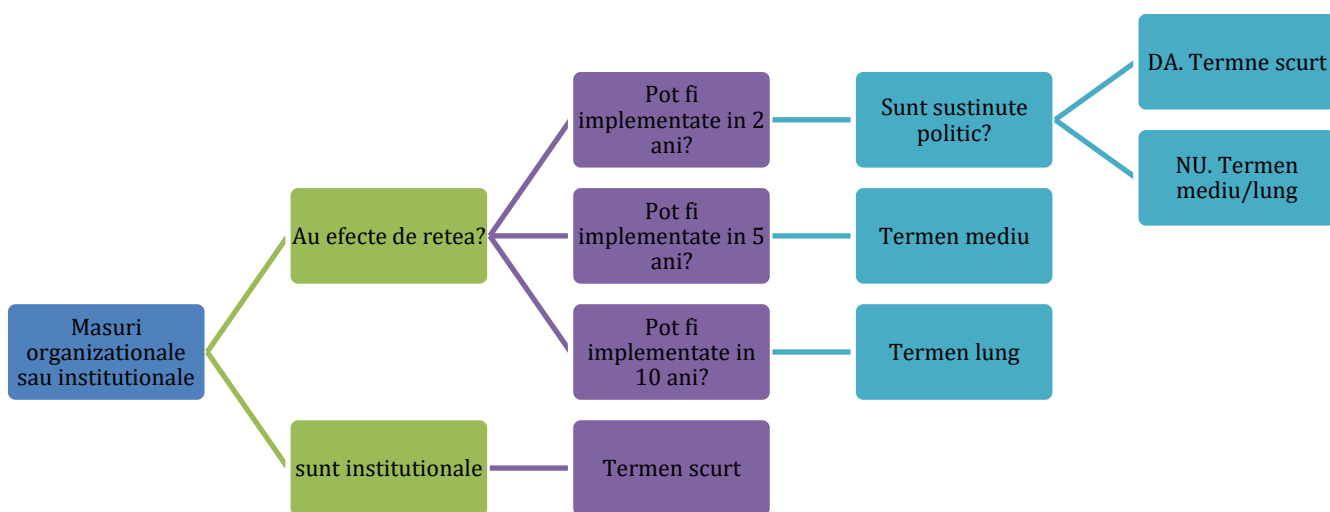 Masuri
organizationale
sau institutionale
Au efecte de retea?
Pot fi
implementate in 2
ani?
Sunt sustinute
politic?
DA. Termne scurt
NU. Termen
mediu/lung
Pot fi
implementate in 5
ani?
Termen mediu
Pot fi
implementate in
10 ani?
Termen lung
sunt institutionale
Termen scurt